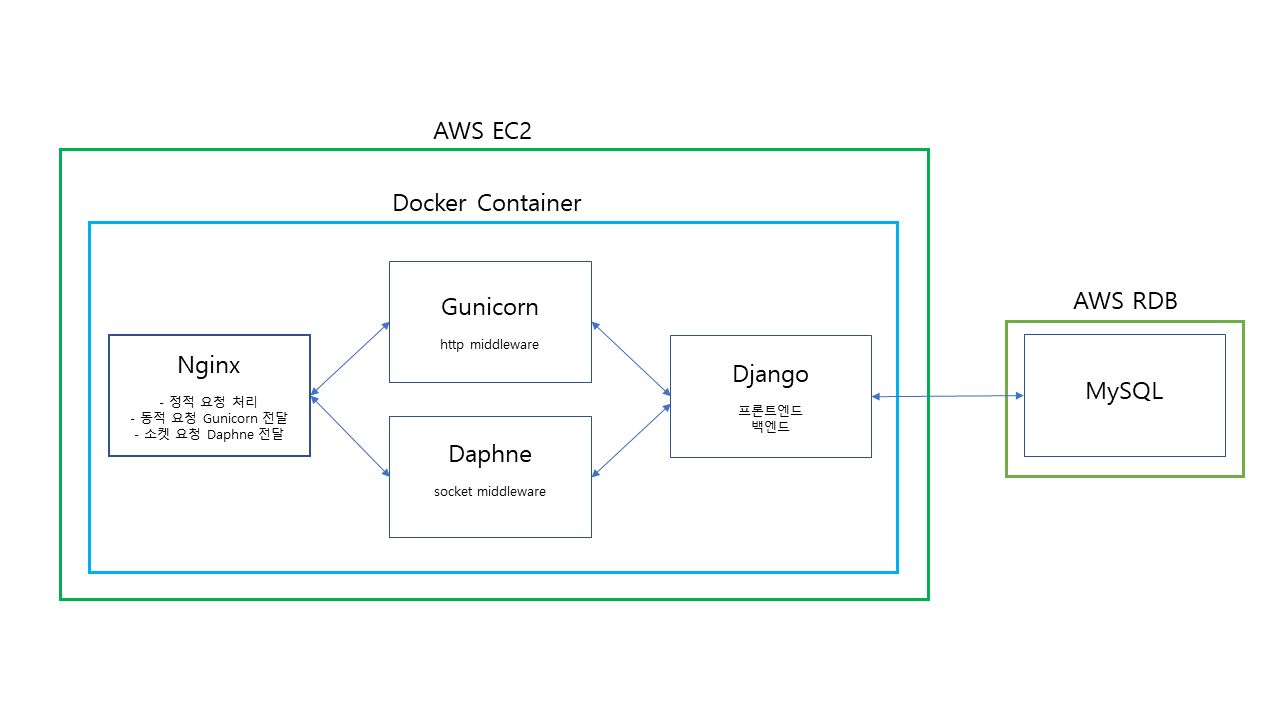 AWS EC2
Docker Container
Gunicorn
http middleware
Nginx
- 정적 요청 처리
- 동적 요청 Gunicorn 전달
- 소켓 요청 Daphne 전달
Daphne
socket middleware
Django
프론트엔드
백엔드
AWS RDB
MySQL